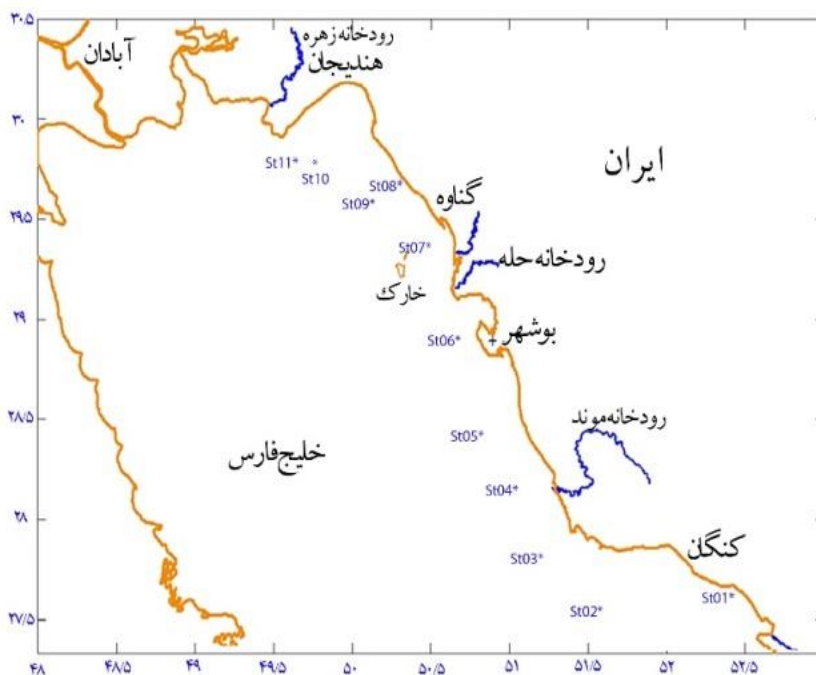 ۳۰.۵
رودخانه زهره
آبادان
هندیجان
۳۰
ایران
St11*
St10
St08*
گناوه
St09*
۲۹/۵
St07*
رودخانه حله
خارک
۲۹
بوشهر
St06*
۲۸/۵
رودخانه موند
St05*
خلیج فارس
St04*
۲۸
کنگان
St03*
St01*
St02*
۲۷/۵
۴۸ ۴۸/۵ ۴۹ ۴۹/۵ ۵۰ ۵۰/۵ ۵۱ ۵۱/۵ ۵۲ ۵۲/۵